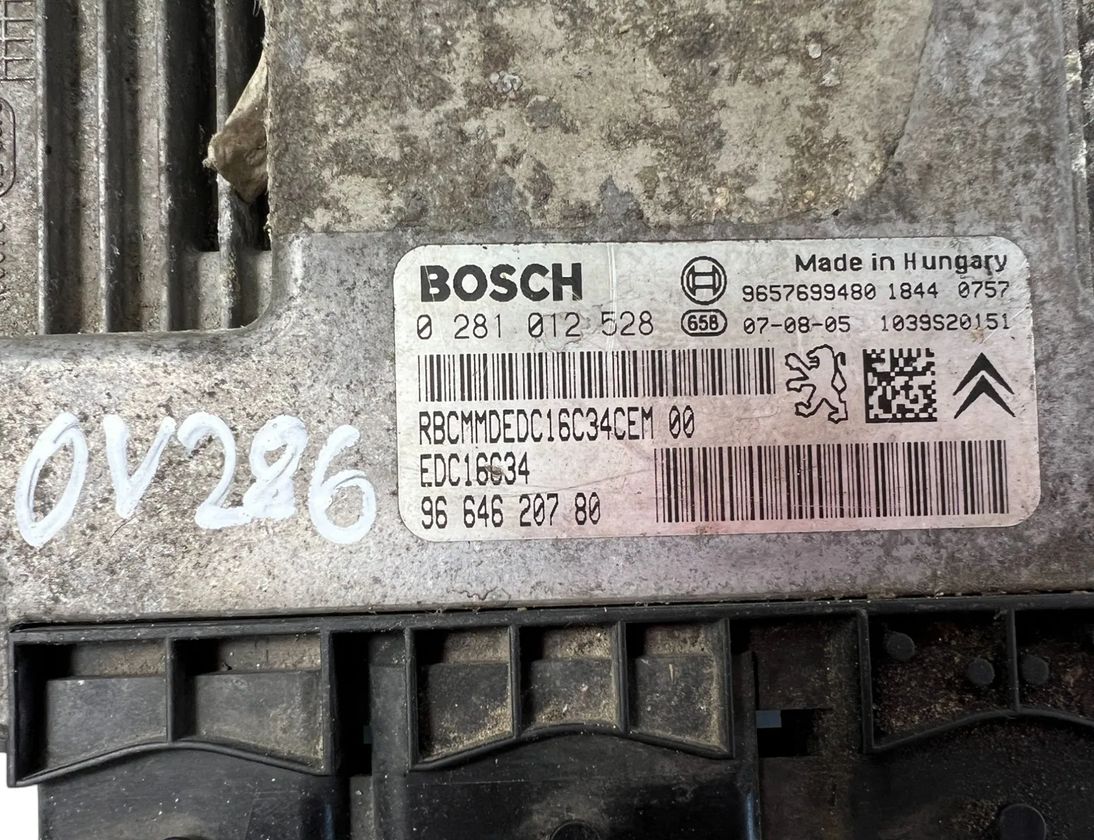 BOSCH
Made in Hungary
9657699480 1844 0757
0 281 012 528
658 07-08-05 1039S20151
RBCMMDEDC16C34CEM 00
EDC16C34
96 646 207 80
OV286